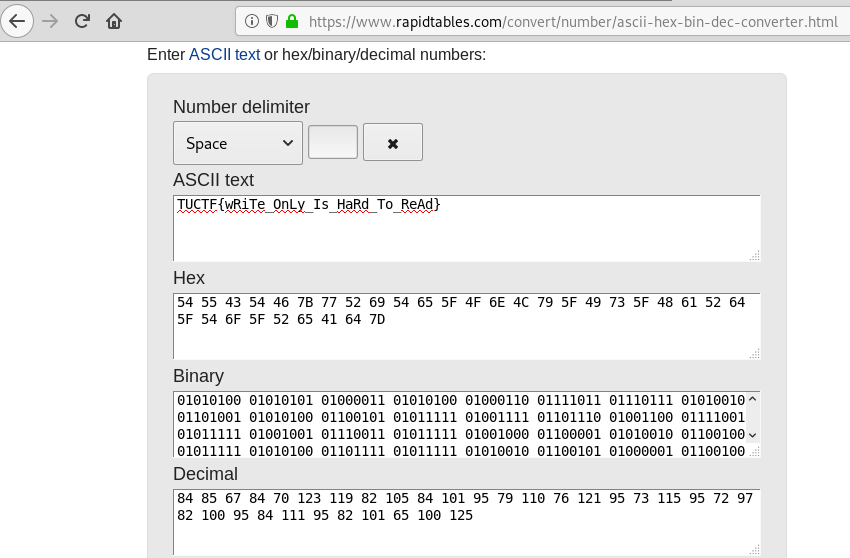 https://www.rapidtables.com/convert/number/ascii-hex-bin-dec-converter.html
Enter ASCII text or hex/binary/decimal numbers:
Number delimiter
Space
ASCII text
TUCTF{wRiTe_OnLy_Is_HaRd_To_ReAd}
Hex
54 55 43 54 46 7B 77 52 69 54 65 5F 4F 6E 4C 79 5F 49 73 5F 48 61 52 64
5F 54 6F 5F 52 65 41 64 7D
Binary
01010100 01010101 01000011 01010100 01000110 01111011 01110111 01010010
01101001 01010100 01100101 01011111 01001111 01101110 01001100 01111001
01011111 01001001 01110011 01011111 01001000 01100001 01010010 01100100
01011111 01010100 01101111 01011111 01010010 01100101 01000001 01100100
Decimal
84 85 67 84 70 123 119 82 105 84 101 95 79 110 76 121 95 73 115 95 72 97
82 100 95 84 111 95 82 101 65 100 125